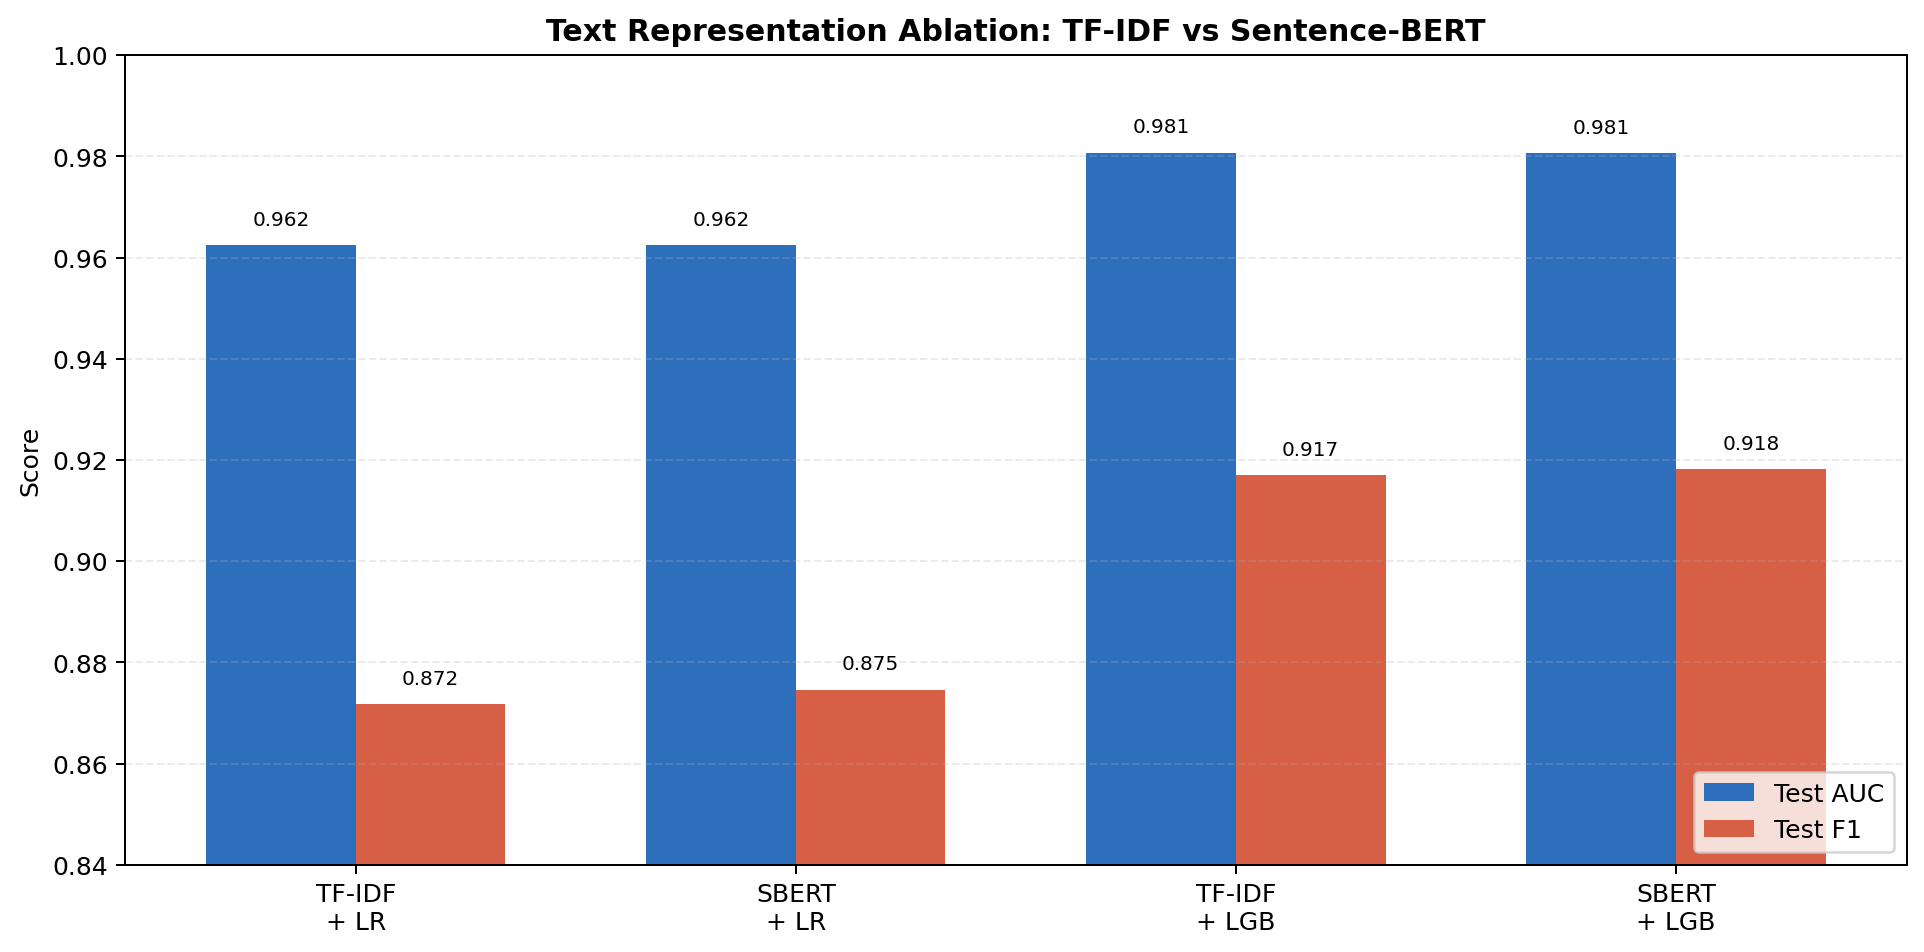 Text Representation Ablation: TF-IDF vs Sentence-BERT
1.00
0.98
0.96
0.94
0.92
0.90
0.88
0.86
0.84
Score
0.962
0.872
0.962
0.875
0.981
0.917
0.981
0.918
Test AUC
Test F1
TF-IDF
+ LR
SBERT
+ LR
TF-IDF
+ LGB
SBERT
+ LGB